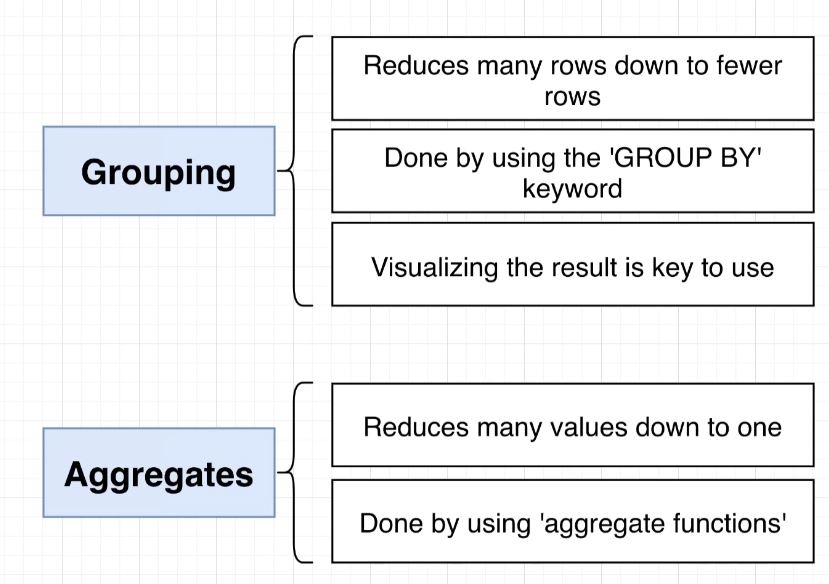 Grouping
Reduces many rows down to fewer
rows
Done by using the 'GROUP BY'
keyword
Visualizing the result is key to use
Aggregates
Reduces many values down to one
Done by using 'aggregate functions'